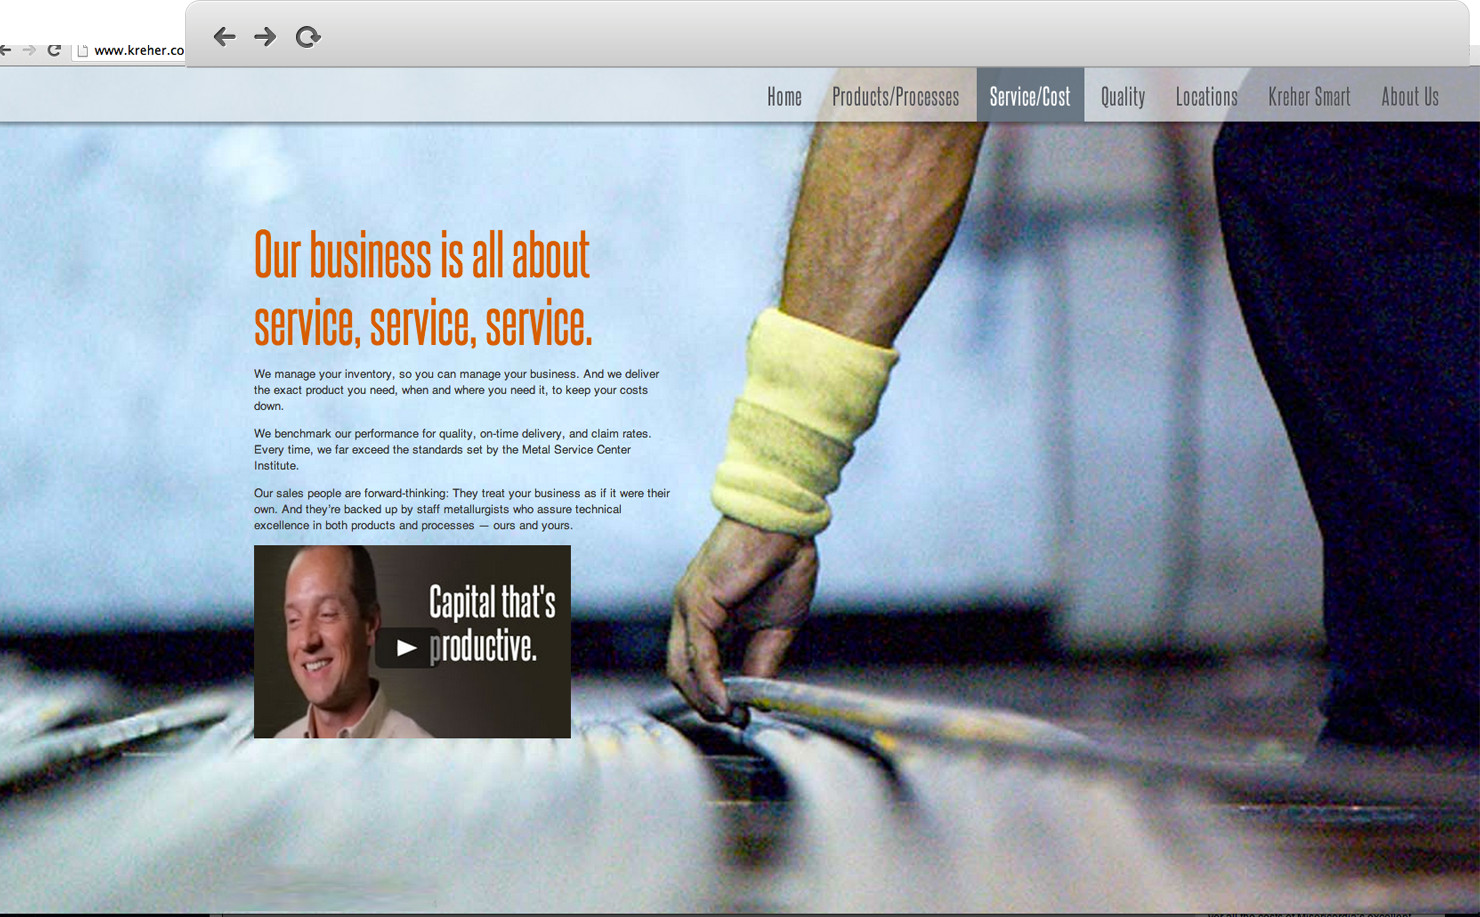 www.kreher.co
Home Products/Processes Service/Cost Quality Locations Kreher Smart About Us
Our business is all about
service, service, service.
We manage your inventory, so you can manage your business. And we deliver
the exact product you need, when and where you need it, to keep your costs
down.
We benchmark our performance for quality, on-time delivery, and claim rates.
Every time, we far exceed the standards set by the Metal Service Center
Institute.
Our sales people are forward-thinking: They treat your business as if it were their
own. And they're backed up by staff metallurgists who assure technical
excellence in both products and processes — ours and yours.
Capital that's
productive.